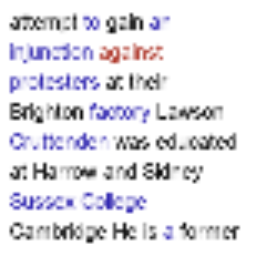 attempt to gain an
injunction against
protesters at their
Brighton factory Lawson
Cruttenden was educated
at Harrow and Sidney
Sussex College
Cambridge He is a former